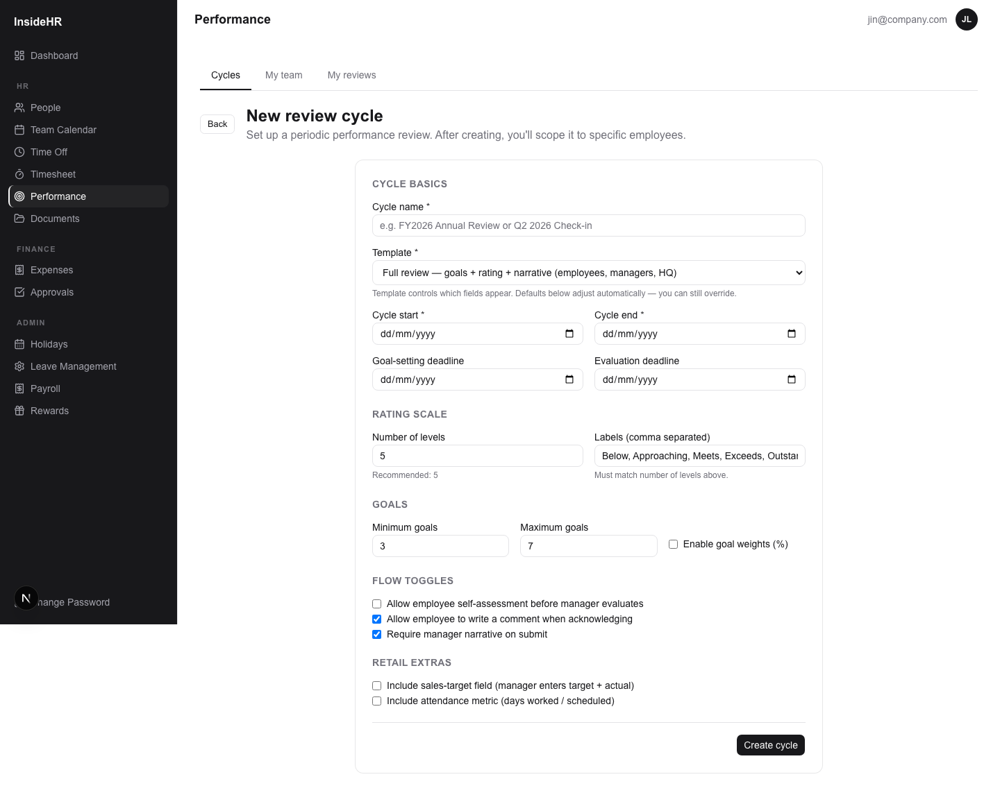 InsideHR
Dashboard
HR
People
Team Calendar
Time Off
Timesheet
Performance
Documents
FINANCE
Expenses
Approvals
ADMIN
Holidays
Leave Management
Payroll
Rewards
N
hange Password
Performance
jin@company.com
JL
Cycles
My team
My reviews
Back
New review cycle
Set up a periodic performance review. After creating, you'll scope it to specific employees.
CYCLE BASICS
Cycle name *
e.g. FY2026 Annual Review or Q2 2026 Check-in
Template *
Full review — goals + rating + narrative (employees, managers, HQ)
Template controls which fields appear. Defaults below adjust automatically — you can still override.
Cycle start *
Cycle end *
dd/mm/yyyy
dd/mm/yyyy
Goal-setting deadline
Evaluation deadline
dd/mm/yyyy
dd/mm/yyyy
RATING SCALE
Number of levels
Labels (comma separated)
5
Below, Approaching, Meets, Exceeds, Outstan
Recommended: 5
Must match number of levels above.
GOALS
Minimum goals
Maximum goals
3
7
Enable goal weights (%)
FLOW TOGGLES
Allow employee self-assessment before manager evaluates
Allow employee to write a comment when acknowledging
Require manager narrative on submit
RETAIL EXTRAS
Include sales-target field (manager enters target + actual)
Include attendance metric (days worked / scheduled)
Create cycle